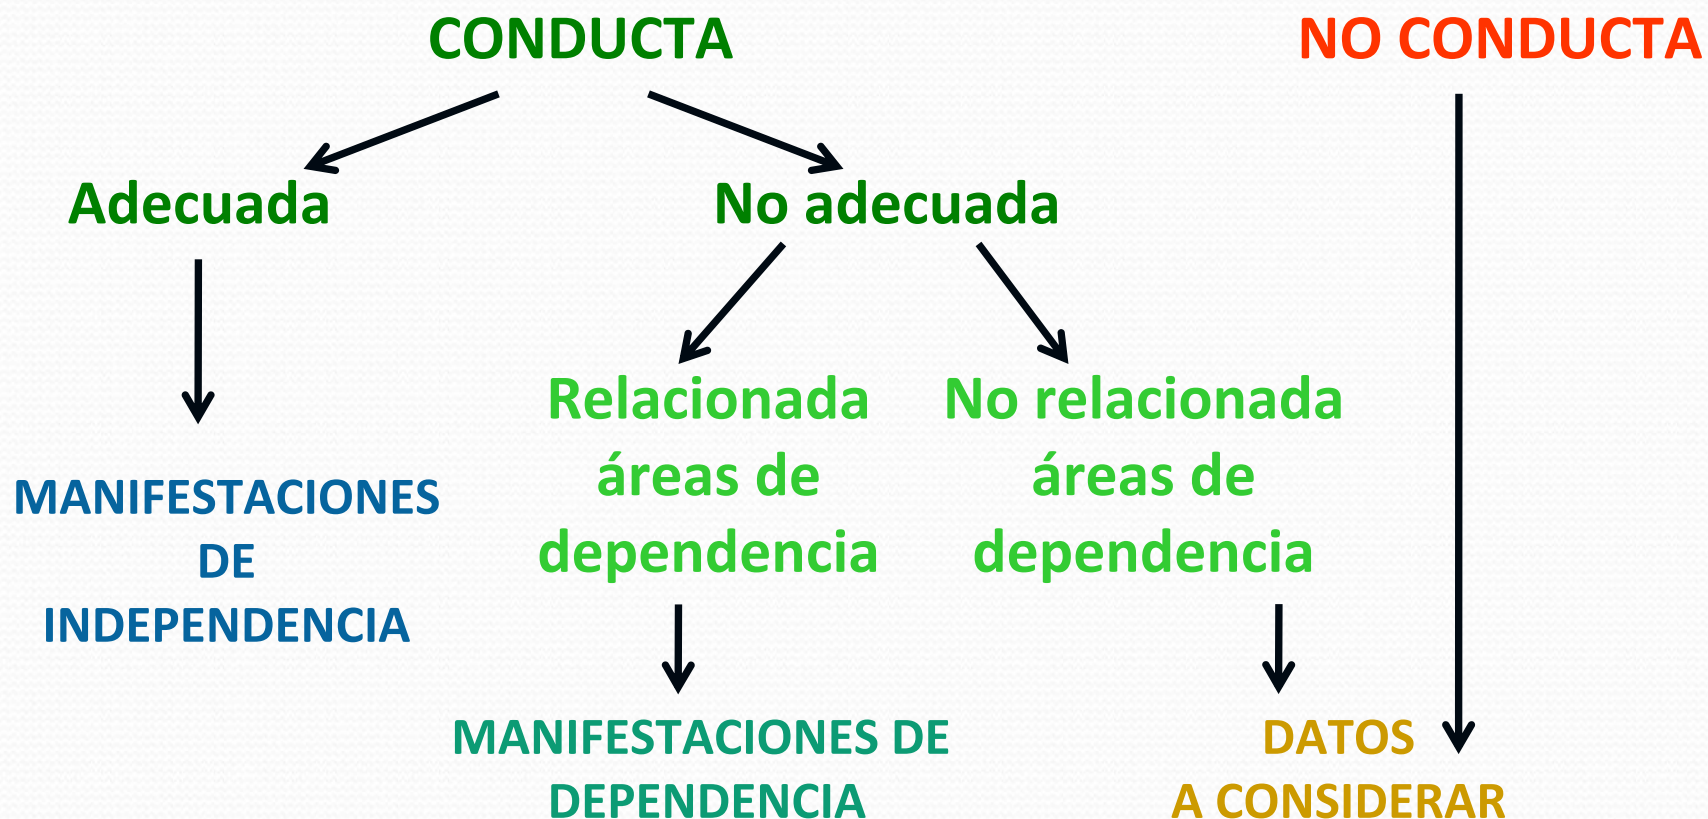 CONDUCTA
NO CONDUCTA
Adecuada
No adecuada
Relacionada
áreas de
dependencia
No relacionada
áreas de
dependencia
MANIFESTACIONES
DE
INDEPENDENCIA
MANIFESTACIONES DE
DEPENDENCIA
DATOS
A CONSIDERAR